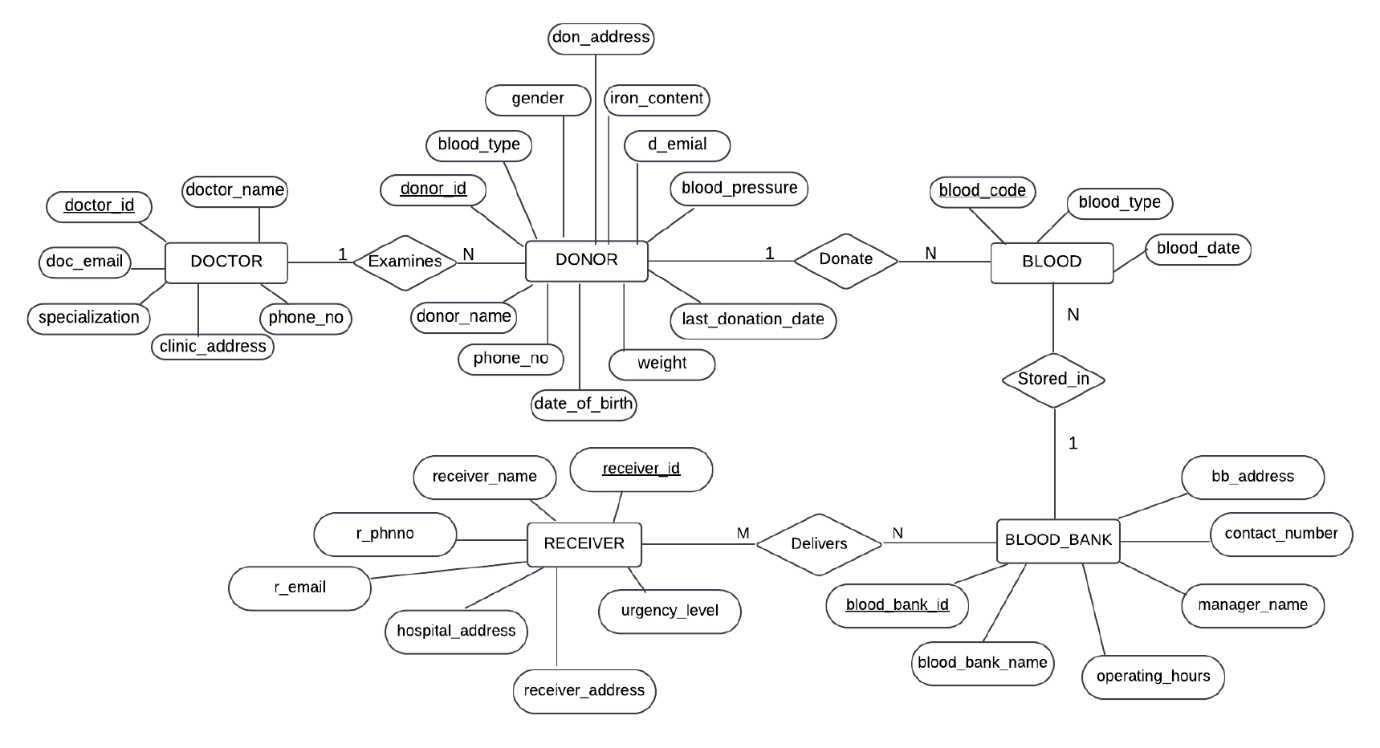 don_address
gender
iron_content
blood_type
d_emial
donor_id
blood_pressure
doctor_name
doctor_id
blood_code
blood_type
doc_email
DOCTOR
1
Examines
N
DONOR
1
Donate
N
BLOOD
blood_date
specialization
phone_no
clinic_address
donor_name
last_donation_date
phone_no
weight
date_of_birth
N
Stored_in
1
receiver_name
receiver_id
bb_address
r_phnno
RECEIVER
M
Delivers
N
BLOOD_BANK
contact_number
r_email
urgency_level
blood_bank_id
manager_name
hospital_address
blood_bank_name
operating_hours
receiver_address